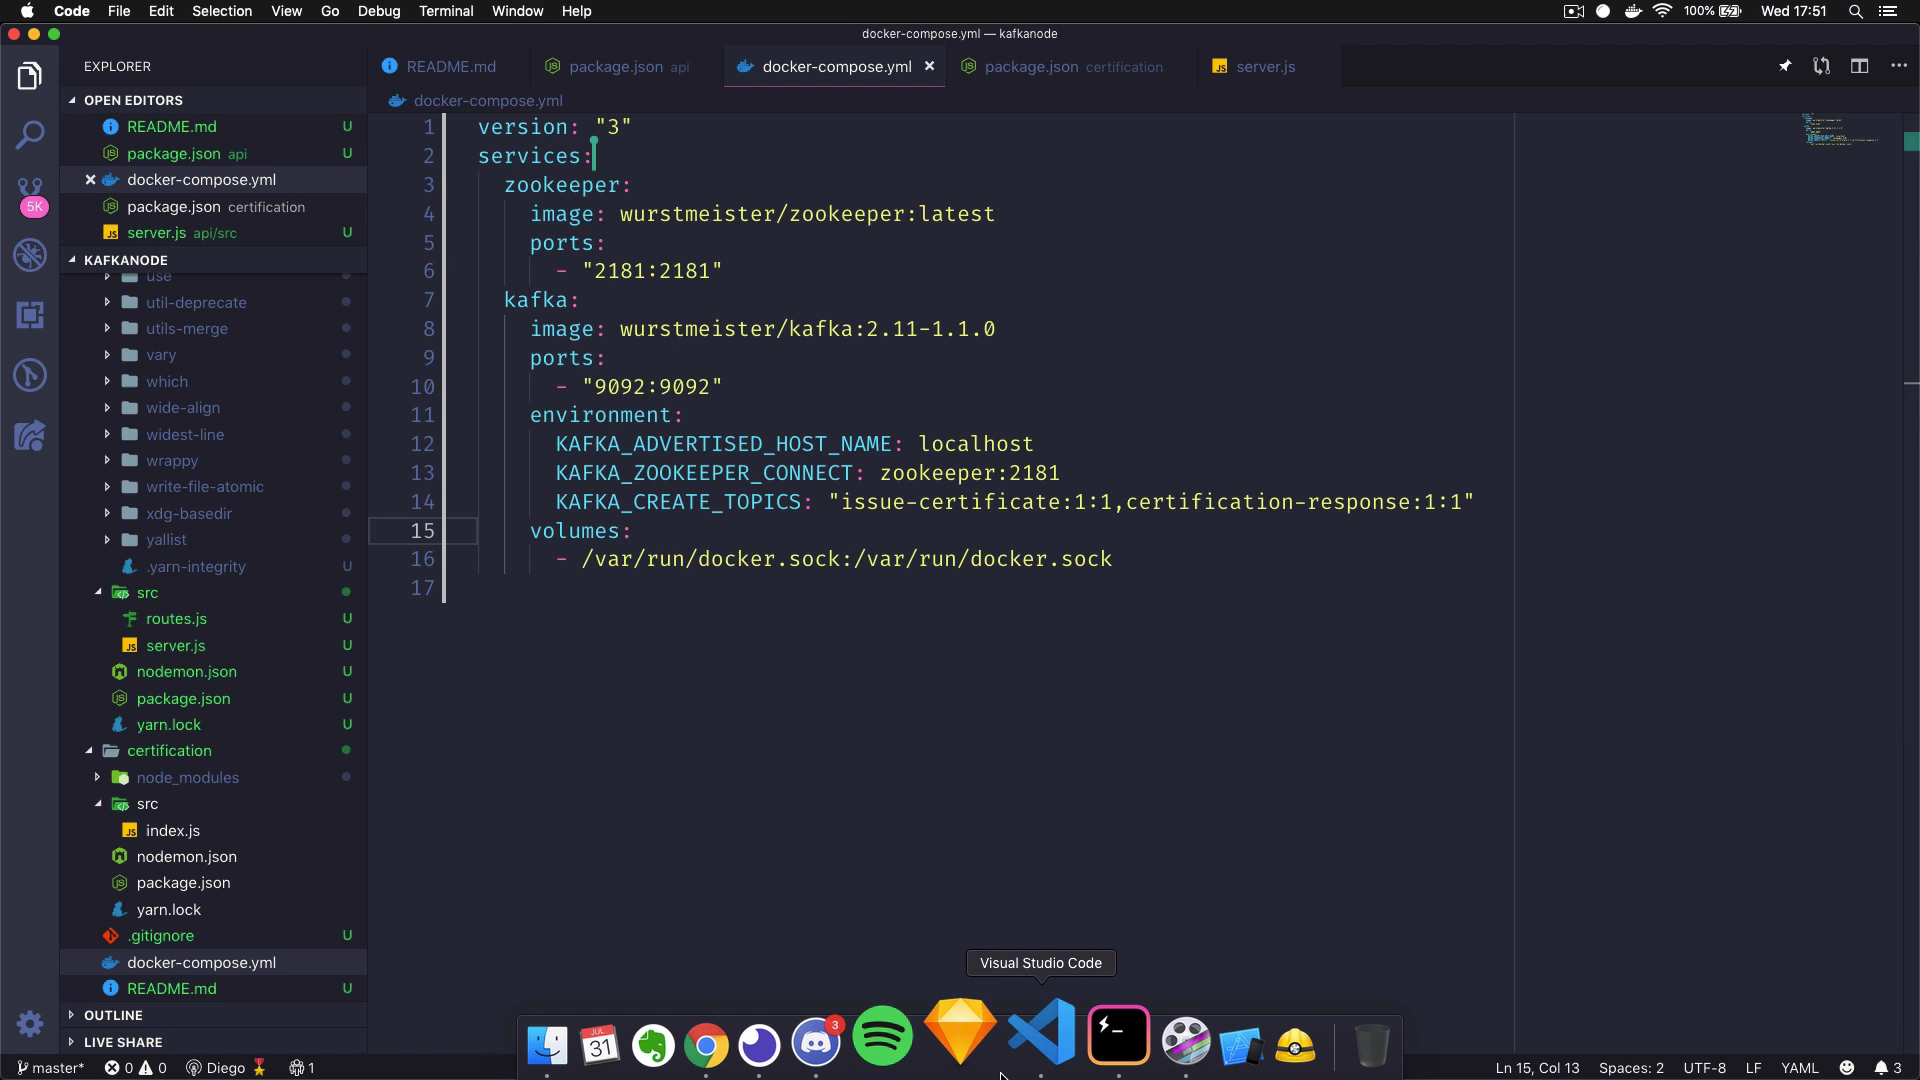 Code File Edit Selection View Go Debug Terminal Window Help
100% Wed 17:51
docker-compose.yml — kafkanode
EXPLORER
README.md
package.json api
docker-compose.yml
package.json certification
server.js
docker-compose.yml
OPEN EDITORS
README.md U
package.json api U
docker-compose.yml
package.json certification
server.js api/src U
5K
KAFKANODE
use
util-deprecate
utils-merge
vary
which
wide-align
widest-line
wrappy
write-file-atomic
xdg-basedir
yallist
.yarn-integrity U
src
routes.js U
server.js U
nodemon.json U
package.json U
yarn.lock U
certification
node_modules
src
index.js
nodemon.json
package.json
yarn.lock
.gitignore U
docker-compose.yml
README.md U
OUTLINE
LIVE SHARE
1 version: "3"
2 services:
3 zookeeper:
4 image: wurstmeister/zookeeper:latest
5 ports:
6 - "2181:2181"
7 kafka:
8 image: wurstmeister/kafka:2.11-1.1.0
9 ports:
10 - "9092:9092"
11 environment:
12 KAFKA_ADVERTISED_HOST_NAME: localhost
13 KAFKA_ZOOKEEPER_CONNECT: zookeeper:2181
14 KAFKA_CREATE_TOPICS: "issue-certificate:1:1,certification-response:1:1"
15 volumes:
16 - /var/run/docker.sock:/var/run/docker.sock
17
Visual Studio Code
JUL
31
3
master* 0 0 Diego 1
Ln 15, Col 13 Spaces: 2 UTF-8 LF YAML 3